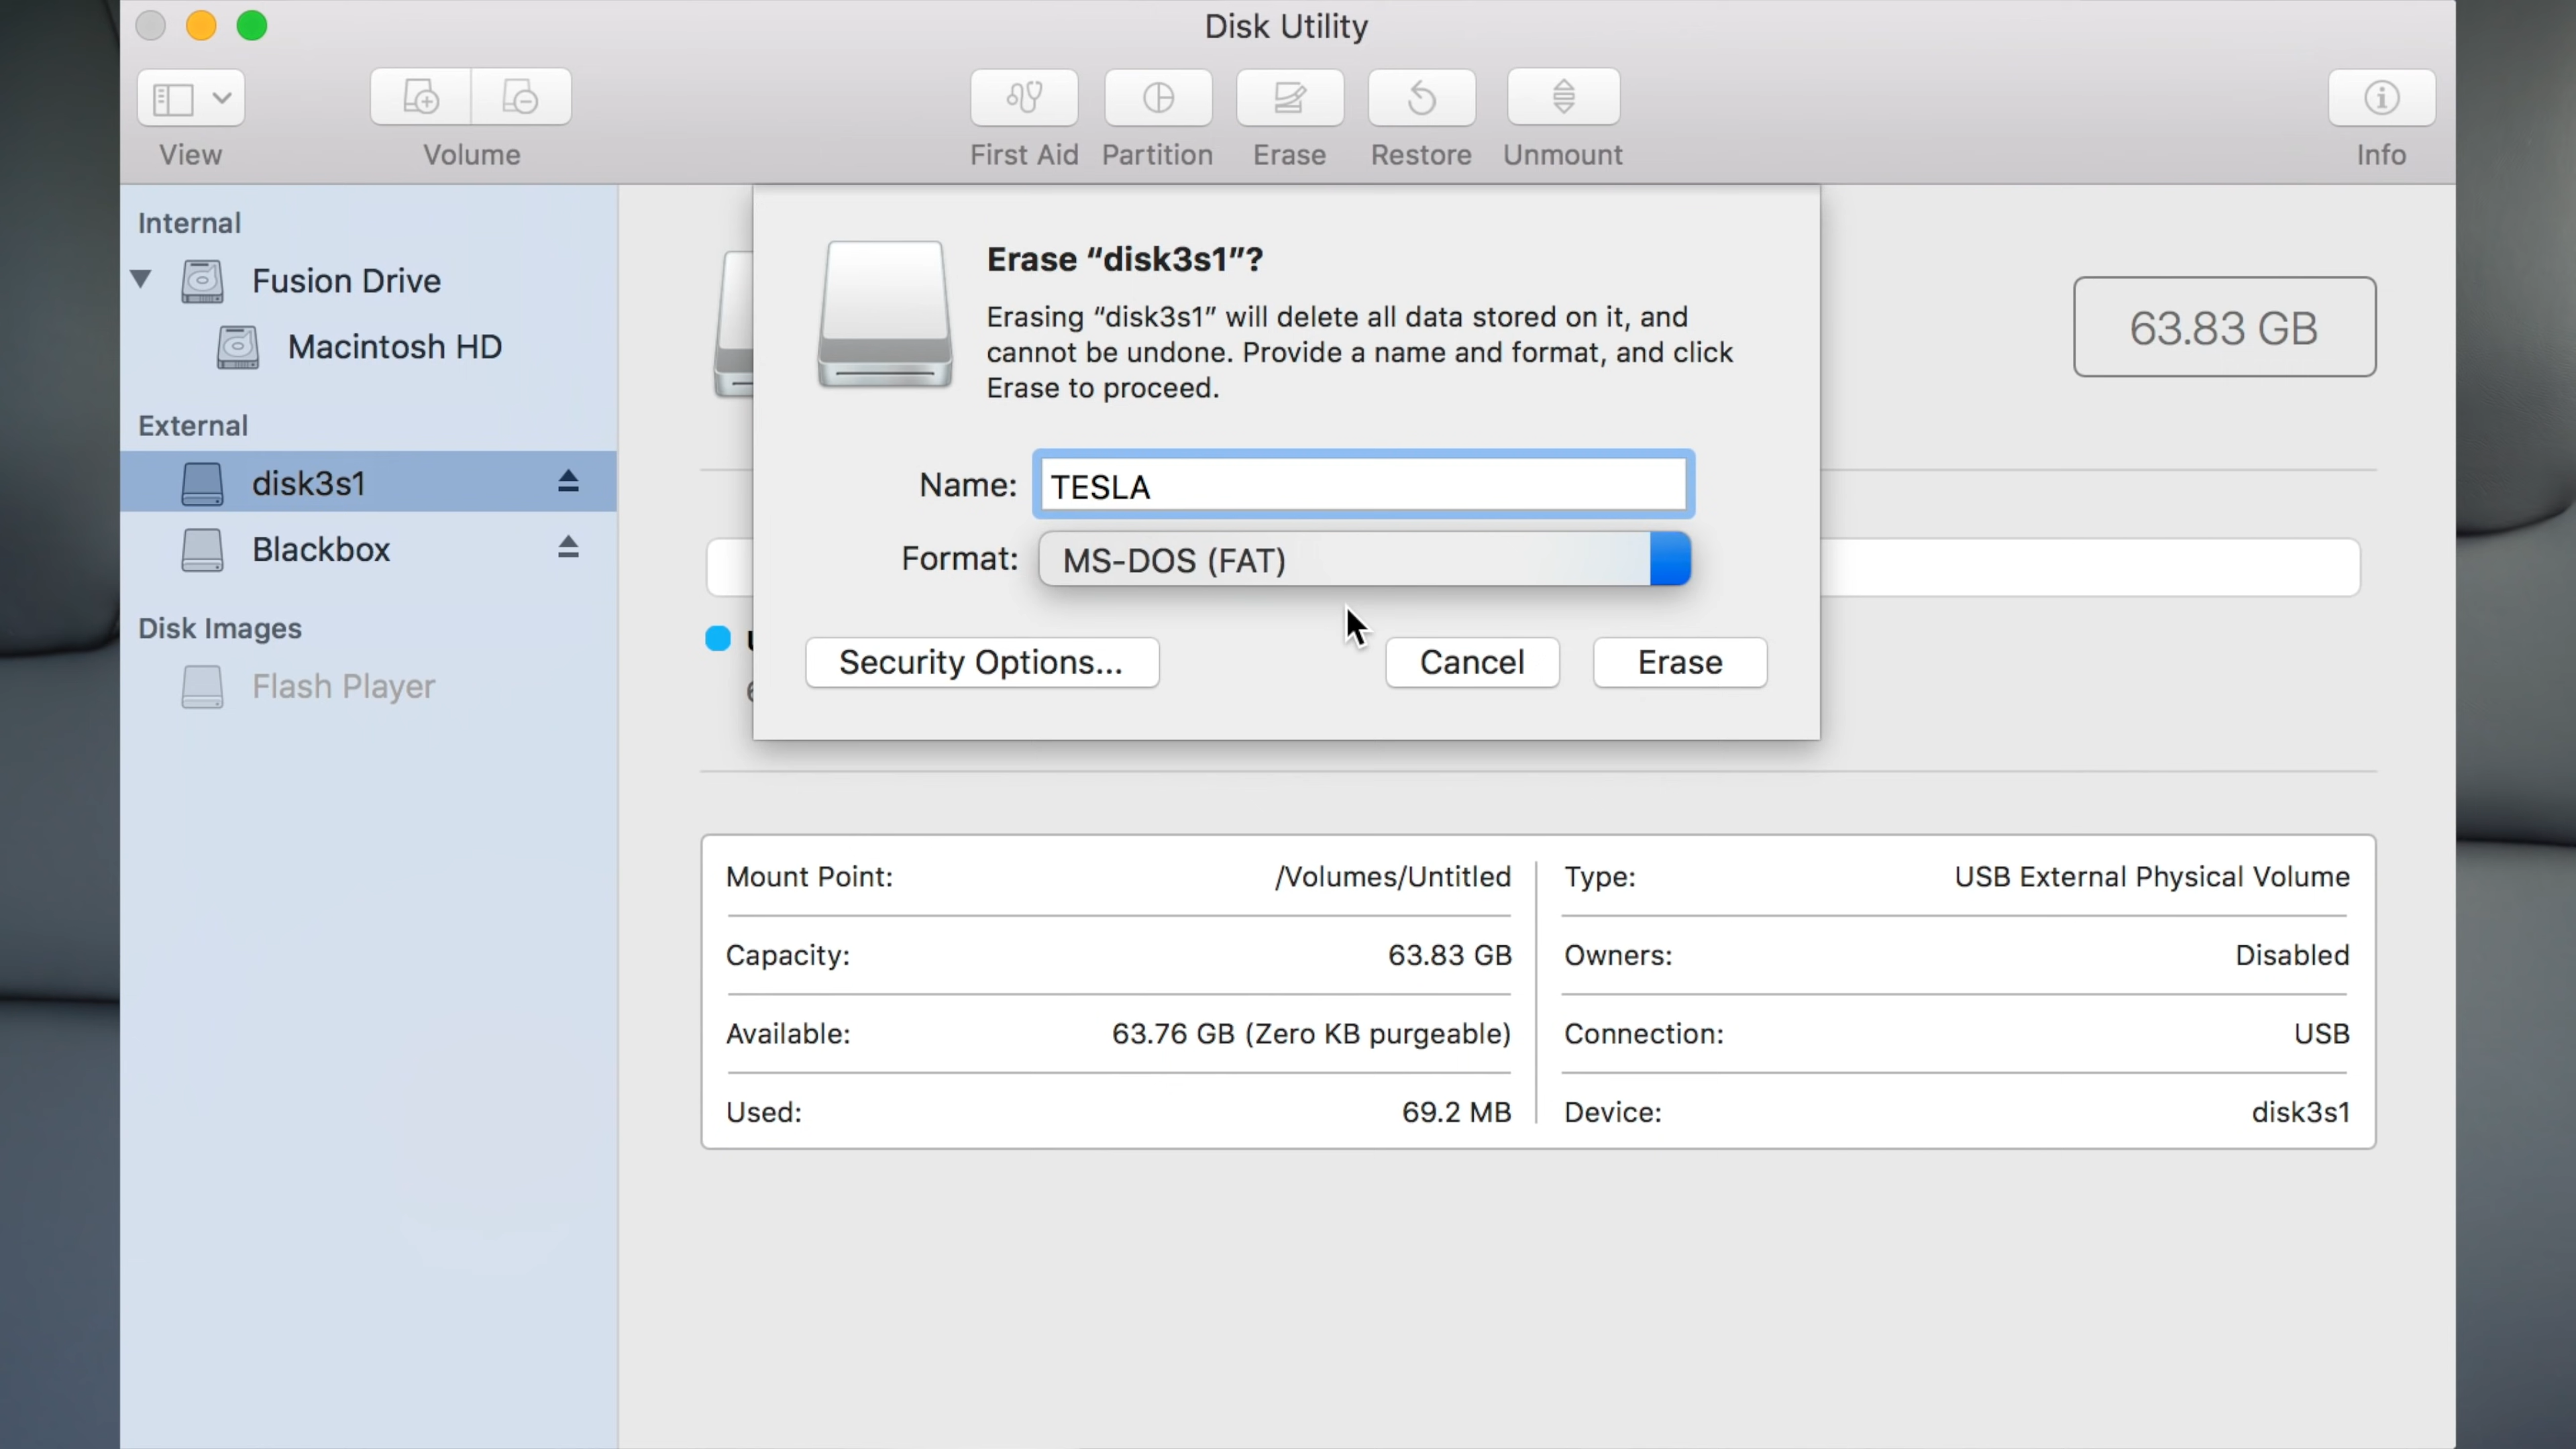 Disk Utility
View
Volume
First Aid
Partition
Erase
Restore
Unmount
Info
Internal
Fusion Drive
Macintosh HD
External
disk3s1
Blackbox
Disk Images
Flash Player
Erase “disk3s1”?
Erasing “disk3s1” will delete all data stored on it, and
cannot be undone. Provide a name and format, and click
Erase to proceed.
Name: TESLA
Format: MS-DOS (FAT)
Security Options...
Cancel
Erase
63.83 GB
Mount Point: /Volumes/Untitled
Capacity: 63.83 GB
Available: 63.76 GB (Zero KB purgeable)
Used: 69.2 MB
Type: USB External Physical Volume
Owners: Disabled
Connection: USB
Device: disk3s1